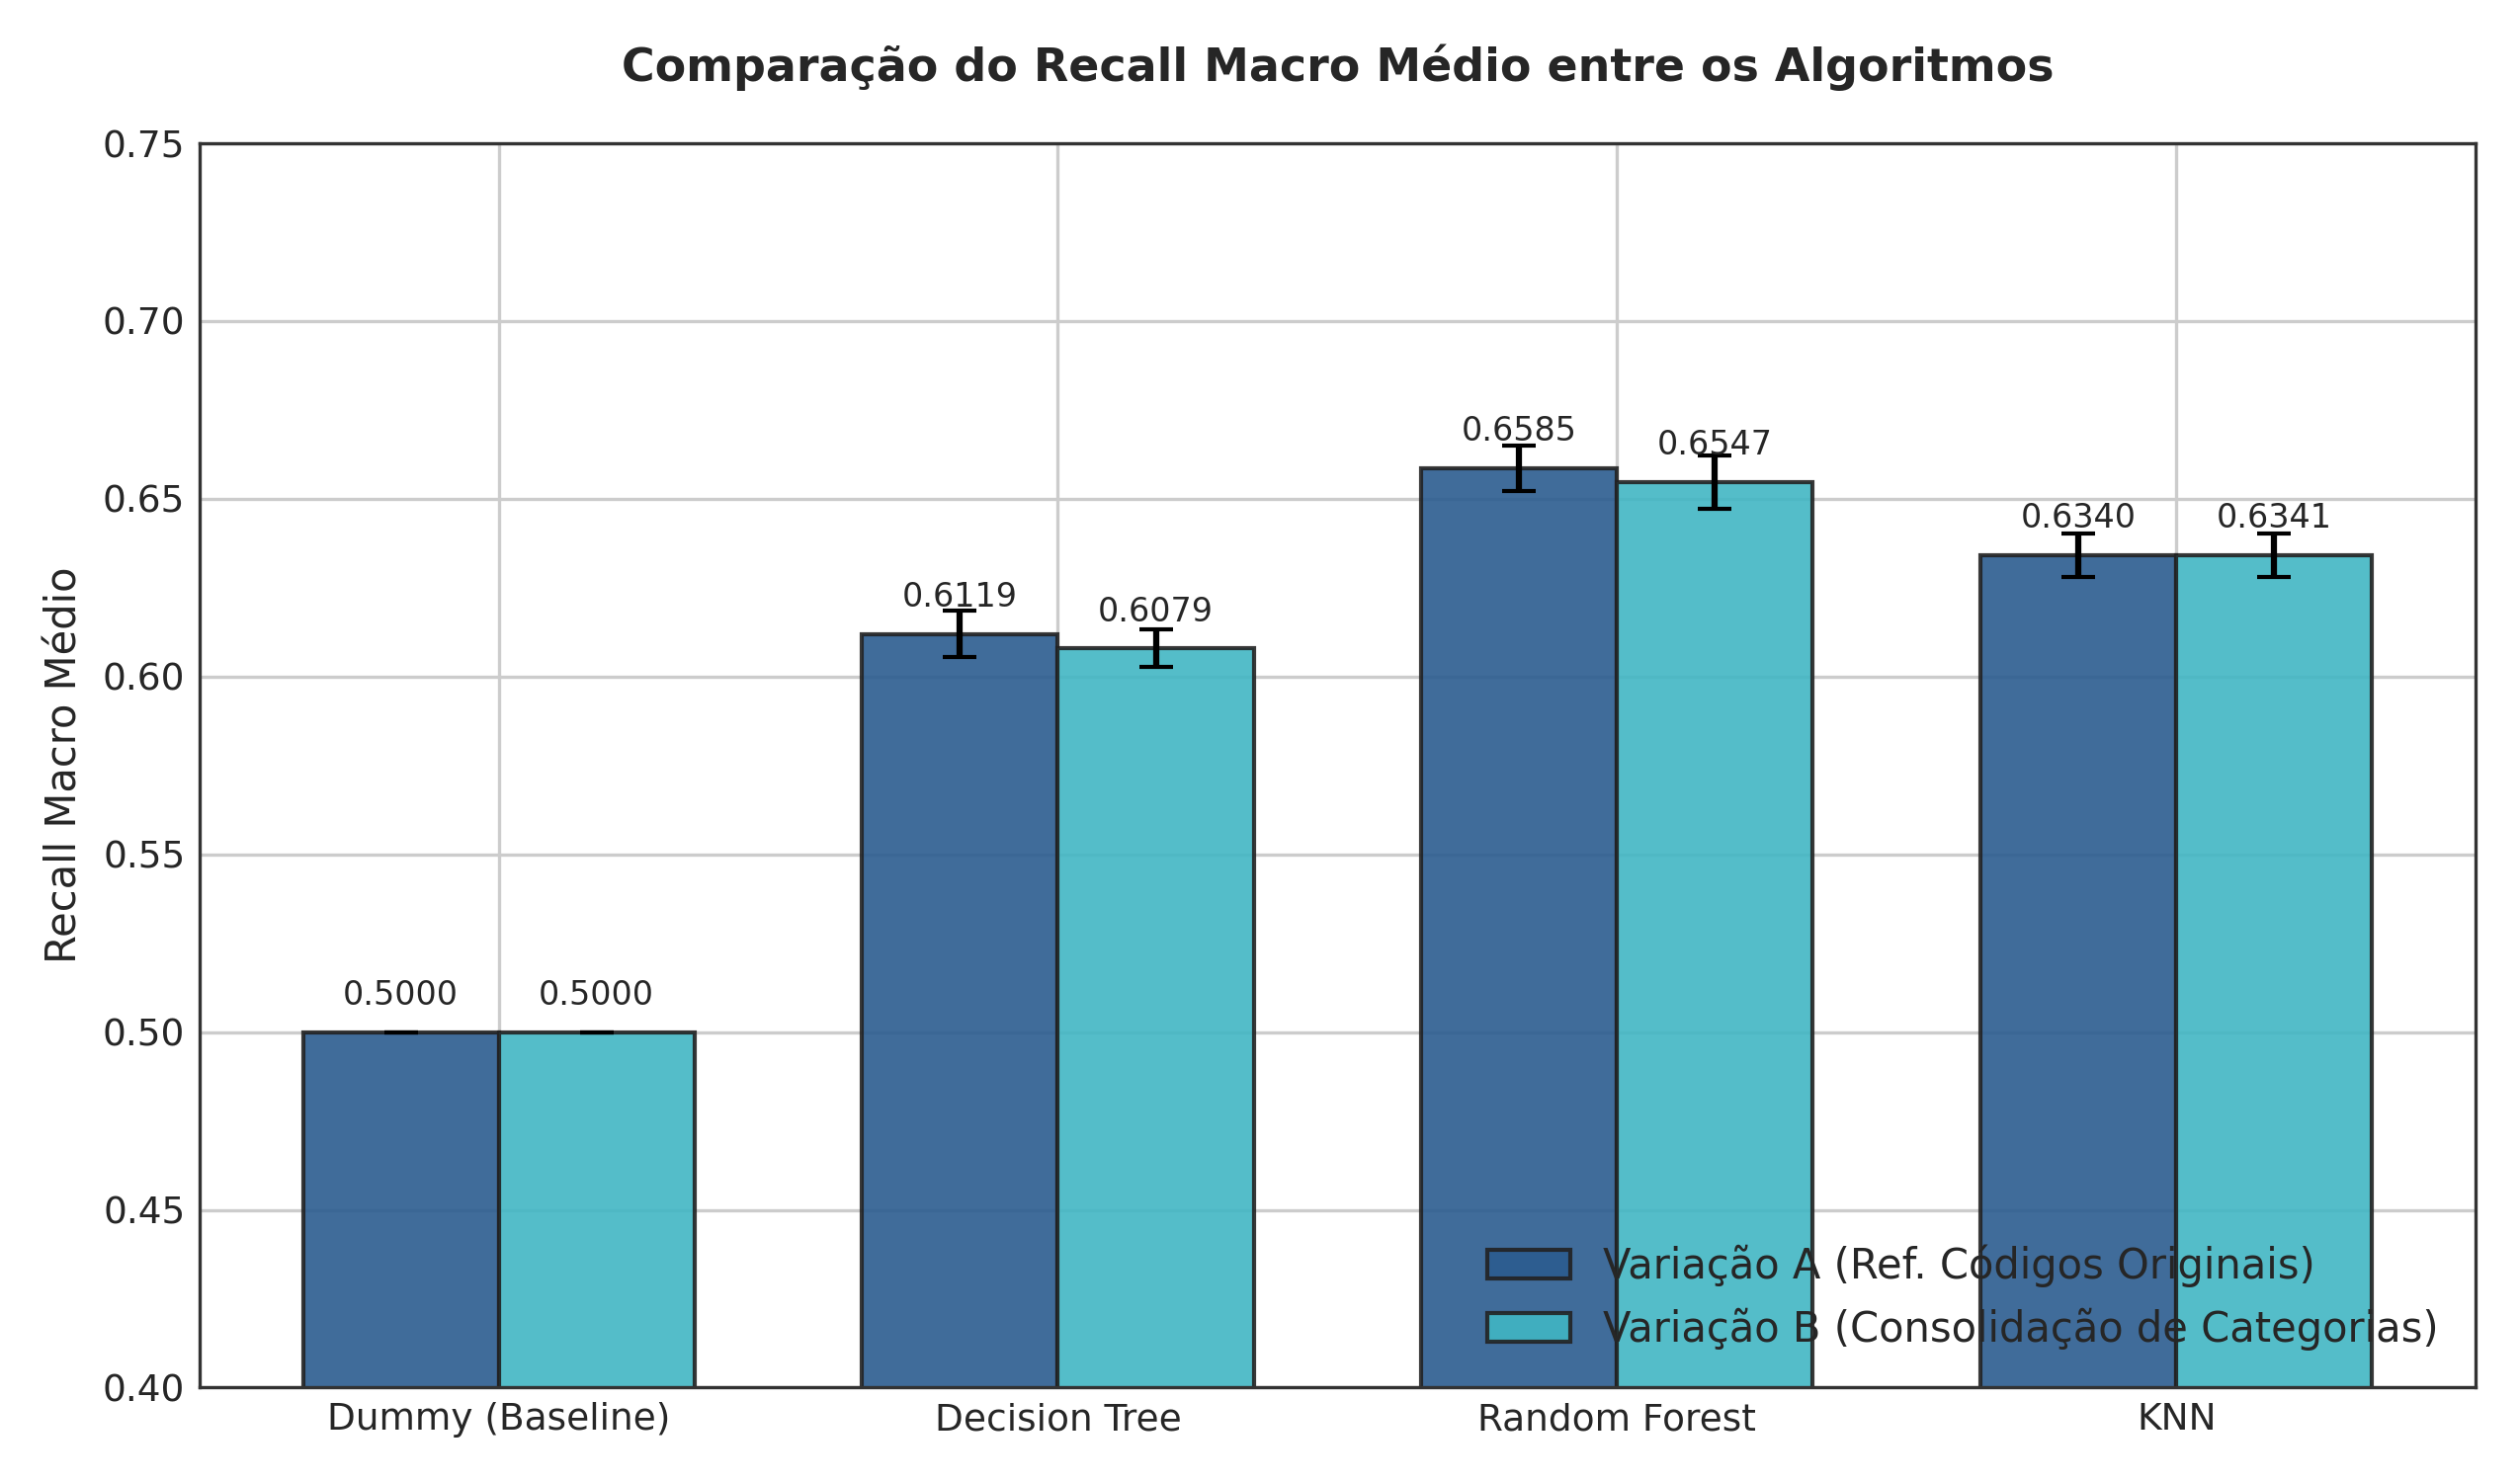 Comparação do Recall Macro Médio entre os Algoritmos
Recall Macro Médio
0.75
0.70
0.65
0.60
0.55
0.50
0.45
0.40
0.5000
0.5000
0.6119
0.6079
0.6585
0.6547
0.6340
0.6341
Variação A (Ref. Códigos Originais)
Variação B (Consolidação de Categorias)
Dummy (Baseline)
Decision Tree
Random Forest
KNN